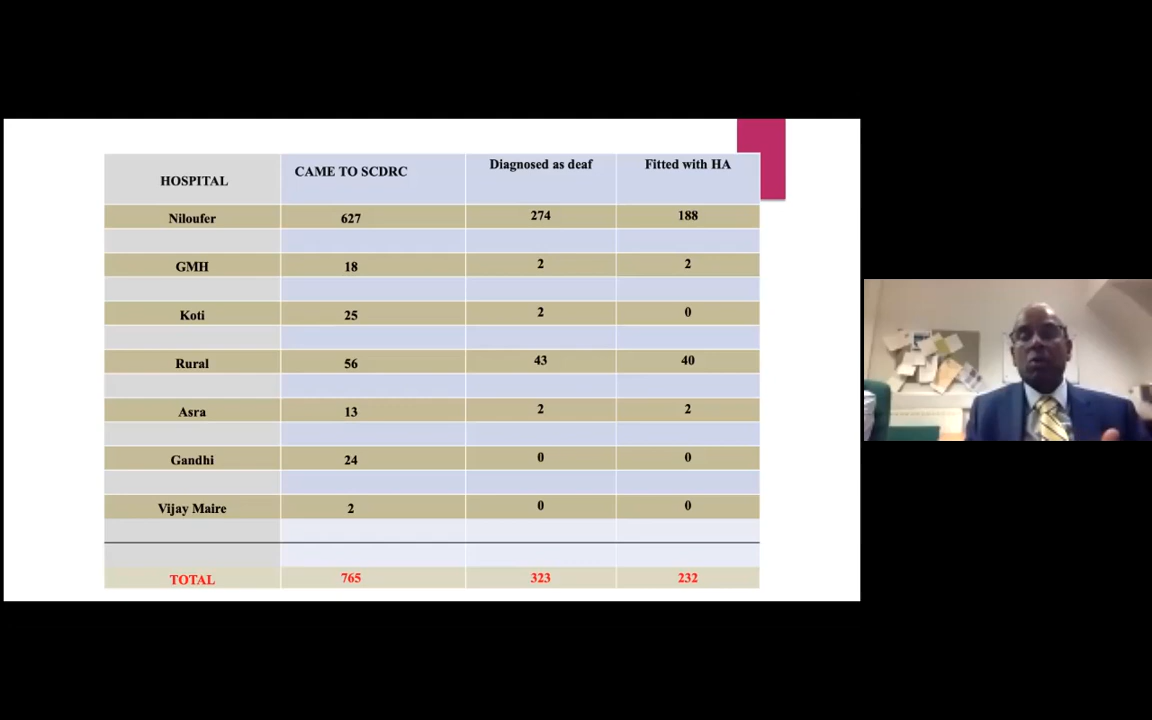 HOSPITAL CAME TO SCDRC Diagnosed as deaf Fitted with HA
Niloufer 627 274 188
GMH 18 2 2
Koti 25 2 0
Rural 56 43 40
Asra 13 2 2
Gandhi 24 0 0
Vijay Maire 2 0 0
TOTAL 765 323 232